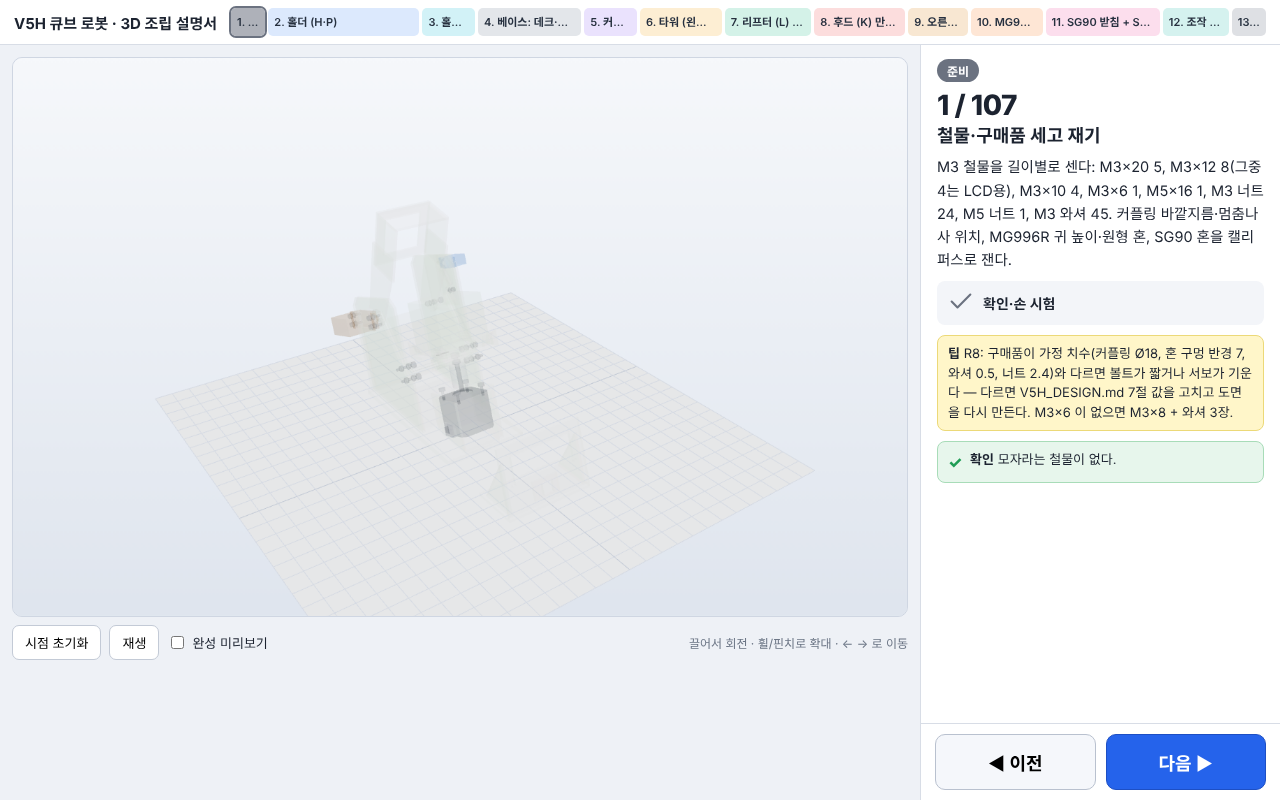 V5H 큐브 로봇 · 3D 조립 설명서
1. ...
2. 홀더 (H·P)
3. 홀...
4. 베이스: 데크·...
5. 커...
6. 타워 (왼...
7. 리프터 (L) ...
8. 후드 (K) 만...
9. 오른...
10. MG9...
11. SG90 받침 + S...
12. 조작 ...
13...
준비
1 / 107
철물·구매품 세고 재기
M3 철물을 길이별로 센다: M3×20 5, M3×12 8(그중
4는 LCD용), M3×10 4, M3×6 1, M5×16 1, M3 너트
24, M5 너트 1, M3 와셔 45. 커플링 바깥지름·멈춤나
사 위치, MG996R 귀 높이·원형 혼, SG90 혼을 캘리
퍼스로 잰다.
확인·손 시험
팁 R8: 구매품이 가정 치수(커플링 Ø18, 혼 구멍 반경 7,
와셔 0.5, 너트 2.4)와 다르면 볼트가 짧거나 서보가 기운
다 — 다르면 V5H_DESIGN.md 7절 값을 고치고 도면
을 다시 만든다. M3×6 이 없으면 M3×8 + 와셔 3장.
확인 모자라는 철물이 없다.
시점 초기화
재생
완성 미리보기
끌어서 회전 · 휠/핀치로 확대 · ← → 로 이동
◀ 이전
다음 ▶